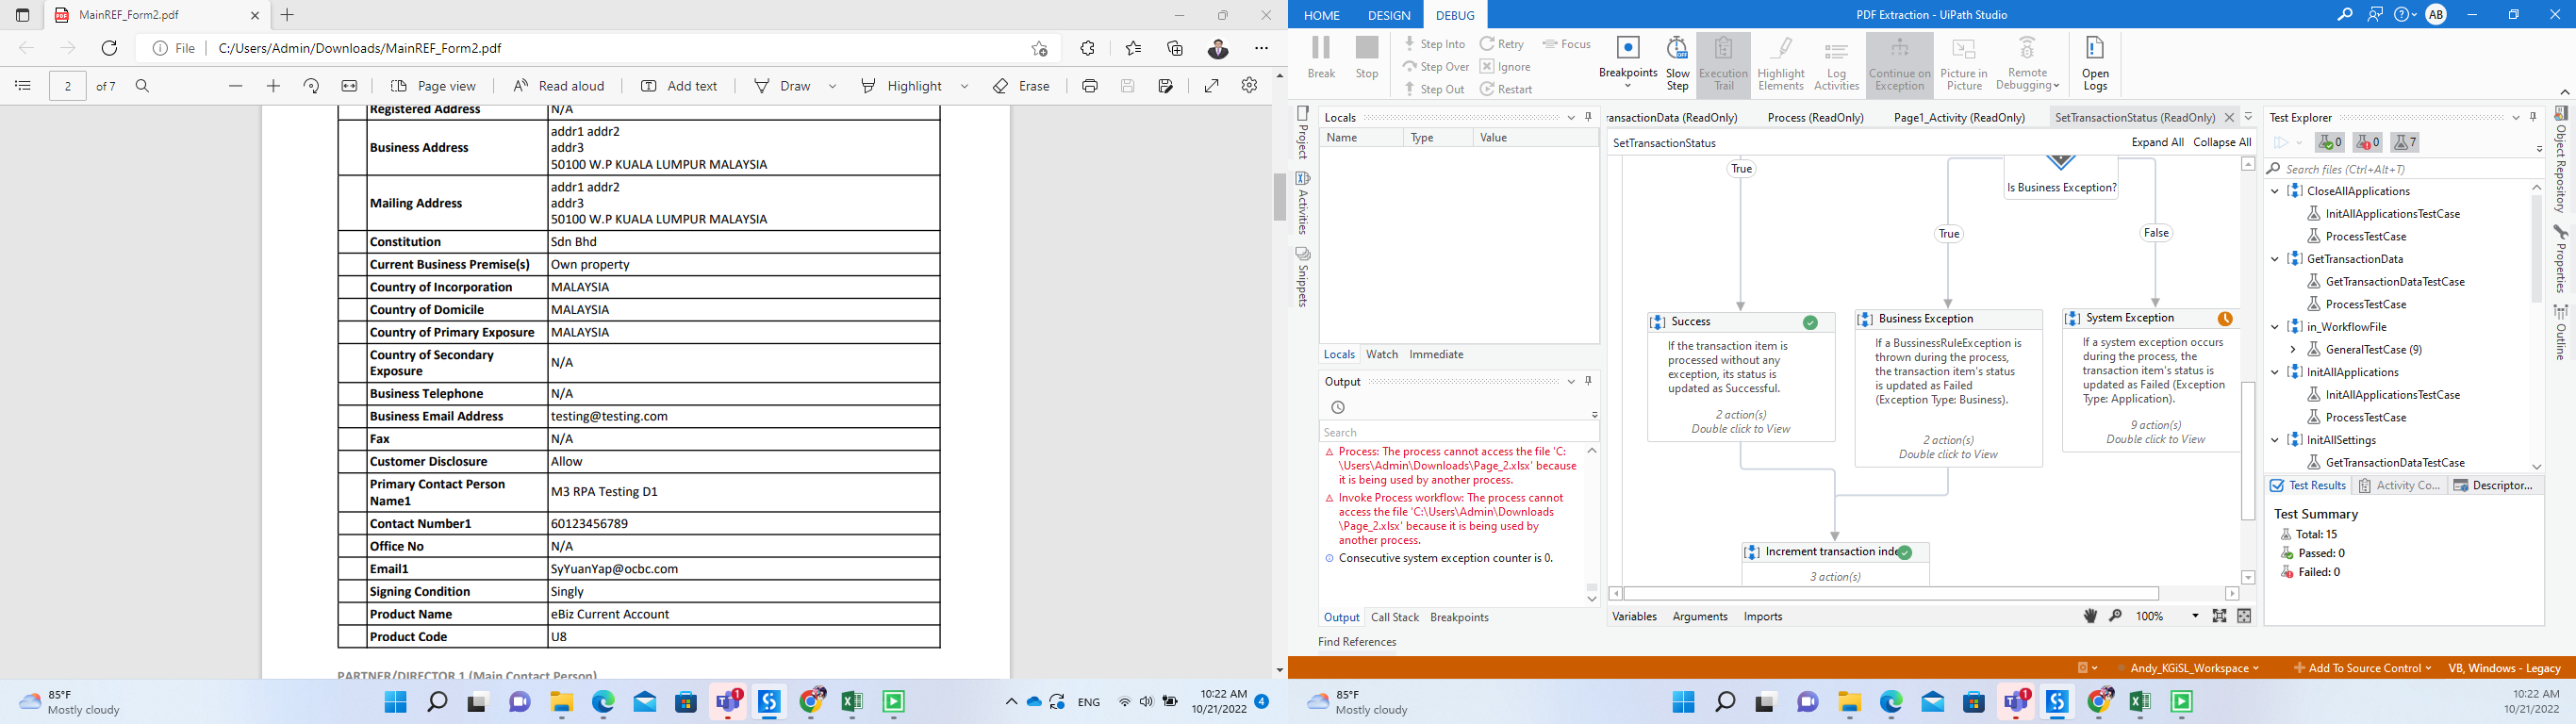 MainREF_Form2.pdf
File
C:/Users/Admin/Downloads/MainREF_Form2.pdf
2
of 7
Page view
Read aloud
Add text
Draw
Highlight
Erase
Registered Address
N/A
Business Address
addr1 addr2
addr3
50100 W.P KUALA LUMPUR MALAYSIA
Mailing Address
addr1 addr2
addr3
50100 W.P KUALA LUMPUR MALAYSIA
Constitution
Sdn Bhd
Current Business Premise(s)
Own property
Country of Incorporation
MALAYSIA
Country of Domicile
MALAYSIA
Country of Primary Exposure
MALAYSIA
Country of Secondary
Exposure
N/A
Business Telephone
N/A
Business Email Address
testing@testing.com
Fax
N/A
Customer Disclosure
Allow
Primary Contact Person
Name1
M3 RPA Testing D1
Contact Number1
60123456789
Office No
N/A
Email1
SyYuanYap@ocbc.com
Signing Condition
Singly
Product Name
eBiz Current Account
Product Code
U8
PARTNER/DIRECTOR 1 (Main Contact Person)
85°F
Mostly cloudy
1
ENG
10:22 AM
10/21/2022
4
HOME
DESIGN
DEBUG
PDF Extraction - UiPath Studio
AB
Break
Stop
Step Into
Step Over
Step Out
Retry
Ignore
Restart
Focus
Breakpoints
Slow
Step
Execution
Trail
Highlight
Elements
Log
Activities
Continue on
Exception
Picture in
Picture
Remote
Debugging
Open
Logs
Project
Activities
Snippets
Locals
Name
Type
Value
Locals
Watch
Immediate
Output
Search
Process: The process cannot access the file 'C:
\Users\Admin\Downloads\Page_2.xlsx' because
it is being used by another process.
Invoke Process workflow: The process cannot
access the file 'C:\Users\Admin\Downloads
\Page_2.xlsx' because it is being used by
another process.
Consecutive system exception counter is 0.
Output
Call Stack
Breakpoints
Find References
ransactionData (ReadOnly)
Process (ReadOnly)
Page1_Activity (ReadOnly)
SetTransactionStatus (ReadOnly)
SetTransactionStatus
Expand All
Collapse All
True
Is Business Exception?
True
False
Success
If the transaction item is
processed without any
exception, its status is
updated as Successful.
2 action(s)
Double click to View
Business Exception
If a BussinessRuleException is
thrown during the process,
the transaction item's status
is updated as Failed
(Exception Type: Business).
2 action(s)
Double click to View
System Exception
If a system exception occurs
during the process, the
transaction item's status is
updated as Failed (Exception
Type: Application).
9 action(s)
Double click to View
Increment transaction inde
3 action(s)
Variables
Arguments
Imports
100%
Test Explorer
0
0
7
Search files (Ctrl+Alt+T)
CloseAllApplications
InitAllApplicationsTestCase
ProcessTestCase
GetTransactionData
GetTransactionDataTestCase
ProcessTestCase
in_WorkflowFile
GeneralTestCase (9)
InitAllApplications
InitAllApplicationsTestCase
ProcessTestCase
InitAllSettings
GetTransactionDataTestCase
Test Results
Activity Co...
Descriptor...
Test Summary
Total: 15
Passed: 0
Failed: 0
Object Repository
Properties
Outline
Andy_KGiSL_Workspace
Add To Source Control
VB, Windows - Legacy
85°F
Mostly cloudy
1
10:22 AM
10/21/2022